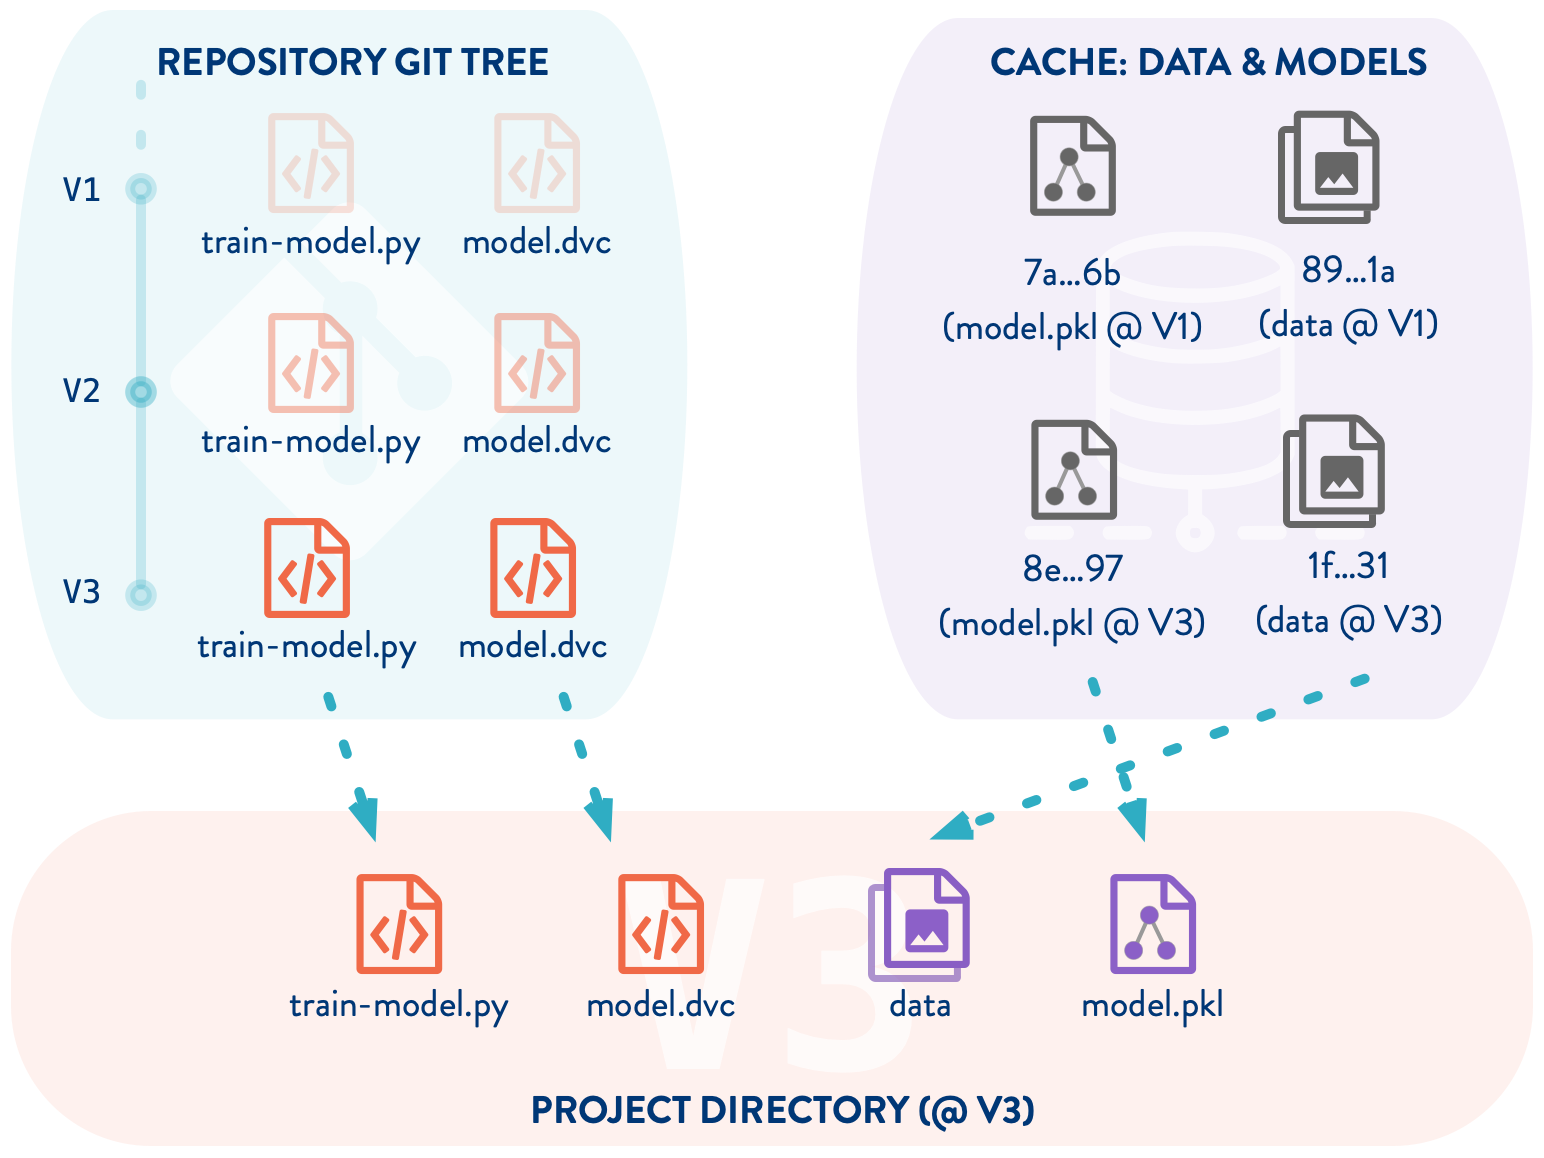 REPOSITORY GIT TREE
V1
train-model.py
model.dvc
V2
train-model.py
model.dvc
V3
train-model.py
model.dvc
CACHE: DATA & MODELS
7a...6b
(model.pkl @ V1)
89...1a
(data @ V1)
8e...97
(model.pkl @ V3)
1f...31
(data @ V3)
V3
train-model.py
model.dvc
data
model.pkl
PROJECT DIRECTORY (@ V3)